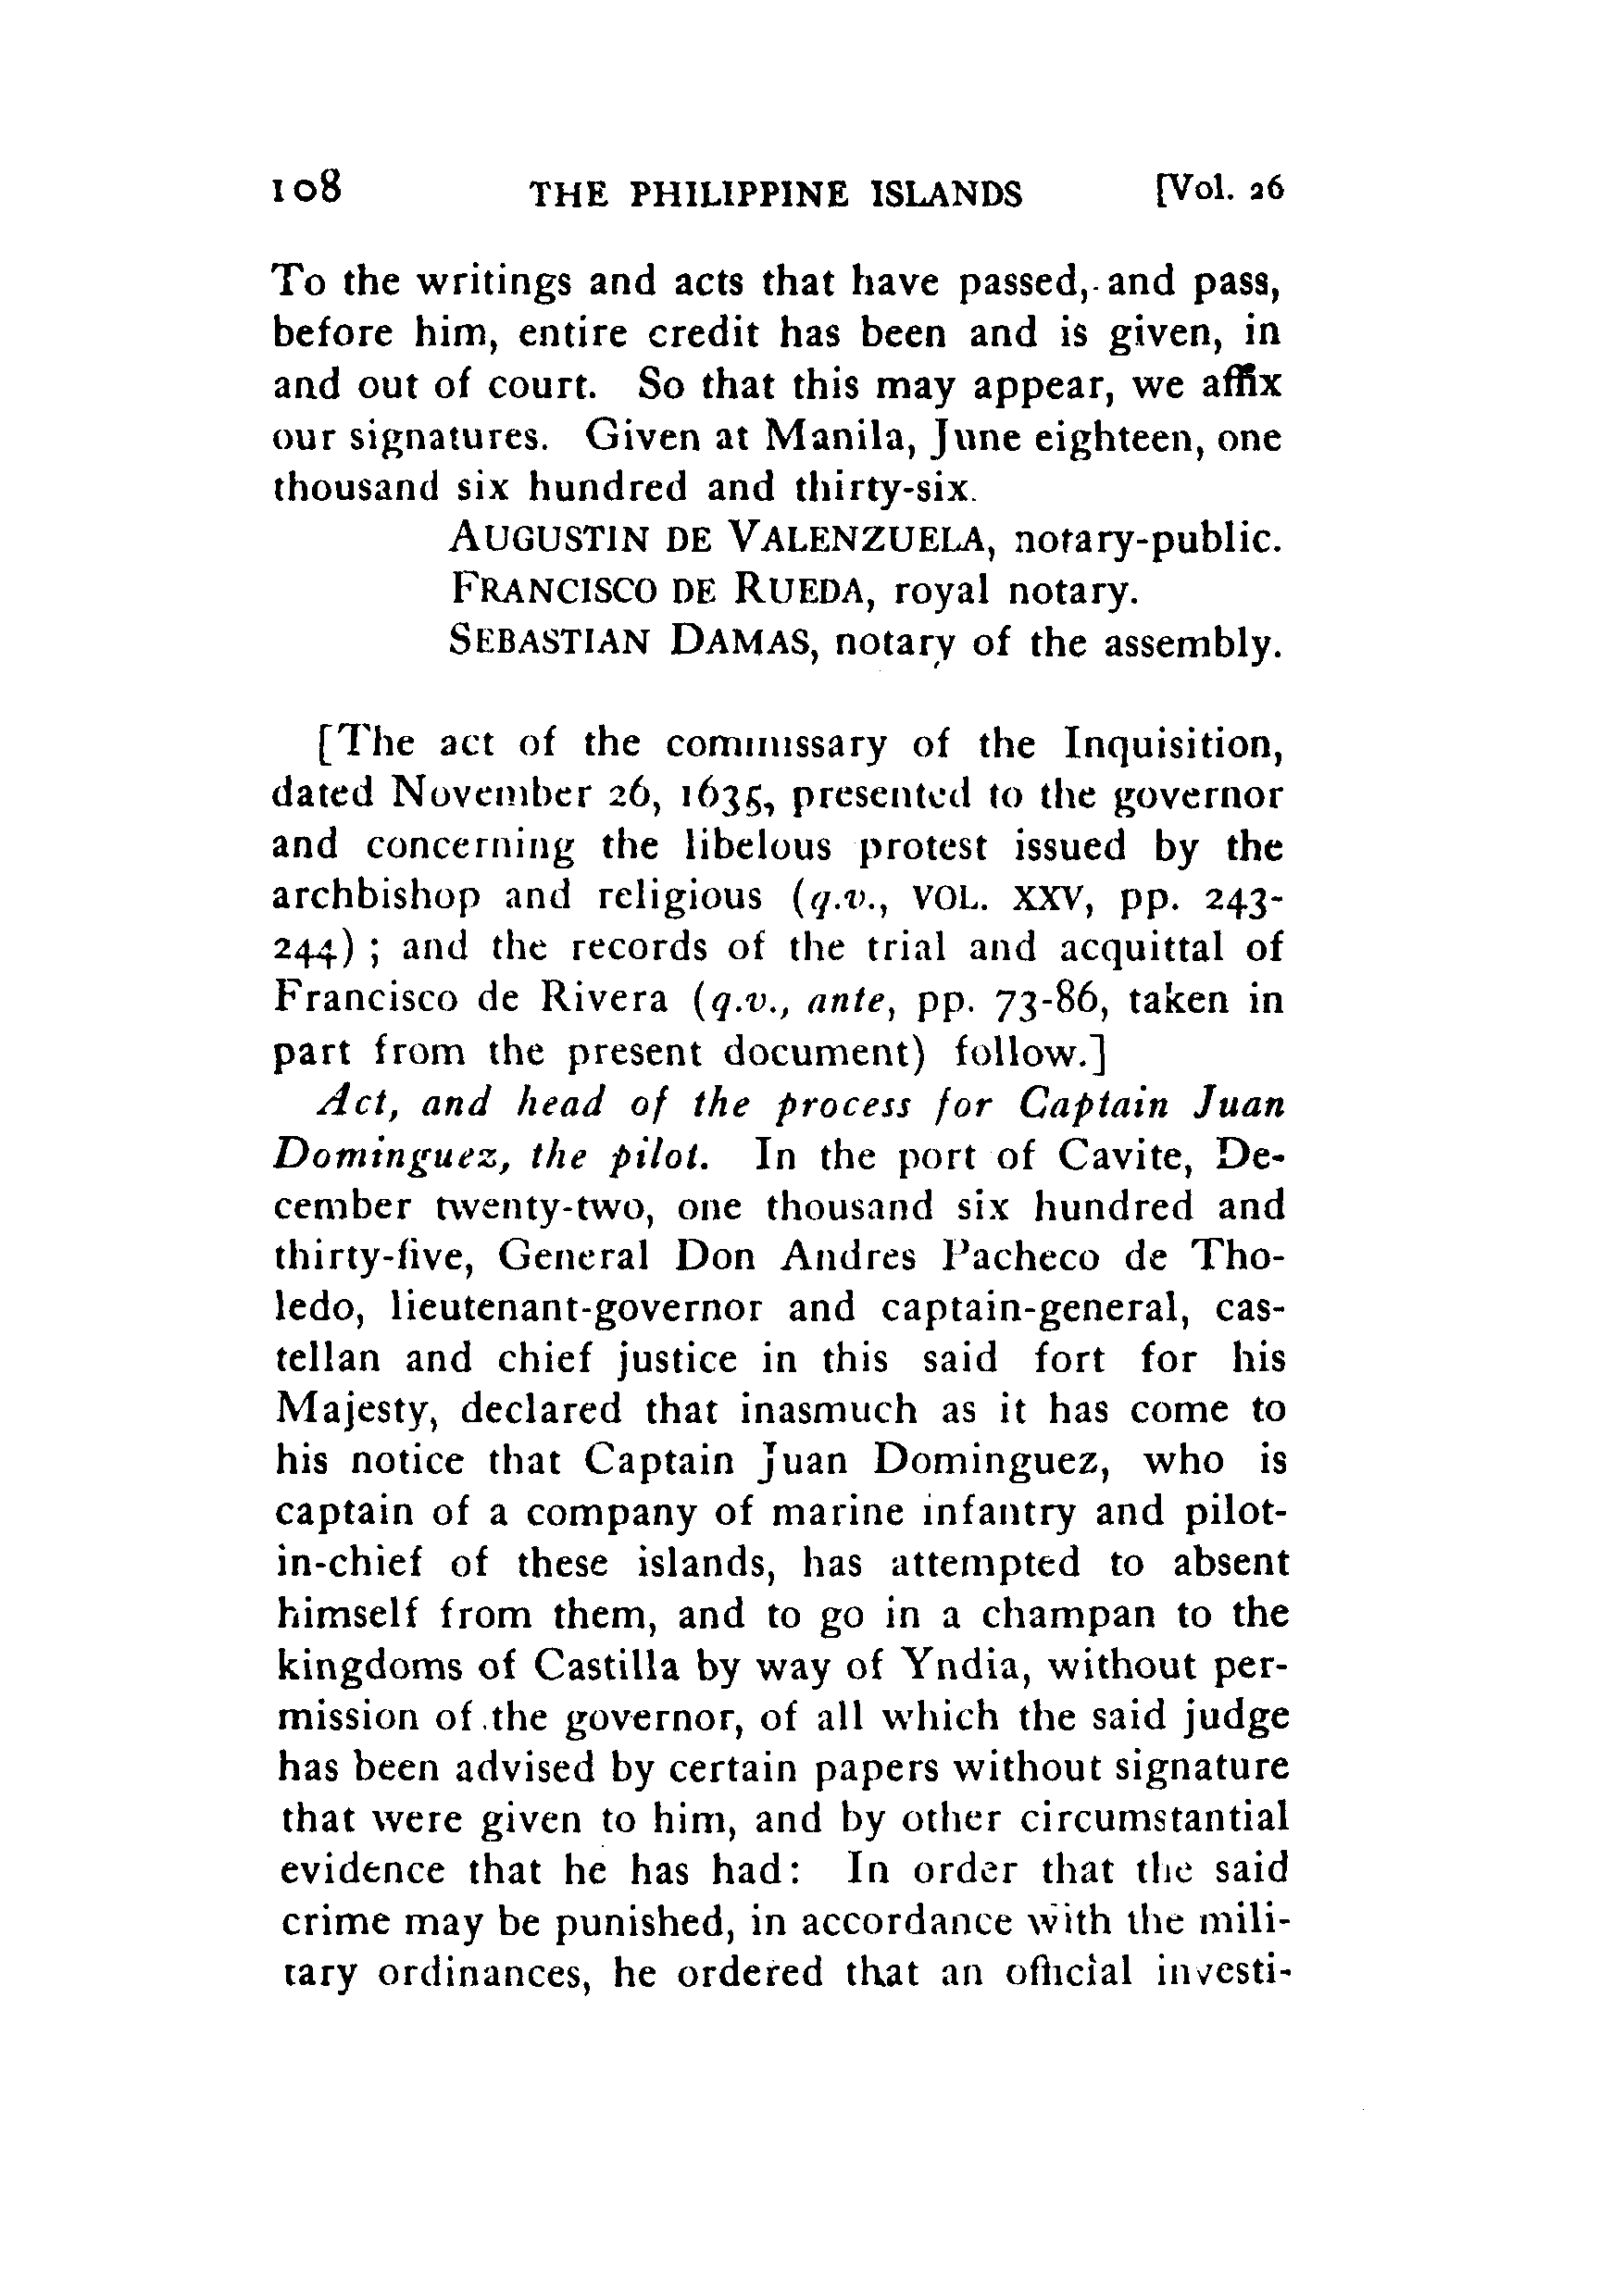 108 THE PHILIPPINE ISLANDS [Vol. 26
To the writings and acts that have passed, and pass,
before him, entire credit has been and is given, in
and out of court. So that this may appear, we affix
our signatures. Given at Manila, June eighteen, one
thousand six hundred and thirty-six.
AUGUSTIN DE VALENZUELA, notary-public.
FRANCISCO DE RUEDA, royal notary.
SEBASTIAN DAMAS, notary of the assembly.
[The act of the commissary of the Inquisition,
dated November 26, 1635, presented to the governor
and concerning the libelous protest issued by the
archbishop and religious (q.v., VOL. XXV, pp. 243-
244); and the records of the trial and acquittal of
Francisco de Rivera (q.v., ante, pp. 73-86, taken in
part from the present document) follow.]
Act, and head of the process for Captain Juan
Dominguez, the pilot. In the port of Cavite, De-
cember twenty-two, one thousand six hundred and
thirty-five, General Don Andres Pacheco de Tho-
ledo, lieutenant-governor and captain-general, cas-
tellan and chief justice in this said fort for his
Majesty, declared that inasmuch as it has come to
his notice that Captain Juan Dominguez, who is
captain of a company of marine infantry and pilot-
in-chief of these islands, has attempted to absent
himself from them, and to go in a champan to the
kingdoms of Castilla by way of Yndia, without per-
mission of the governor, of all which the said judge
has been advised by certain papers without signature
that were given to him, and by other circumstantial
evidence that he has had: In order that the said
crime may be punished, in accordance with the mili-
tary ordinances, he ordered that an official investi-